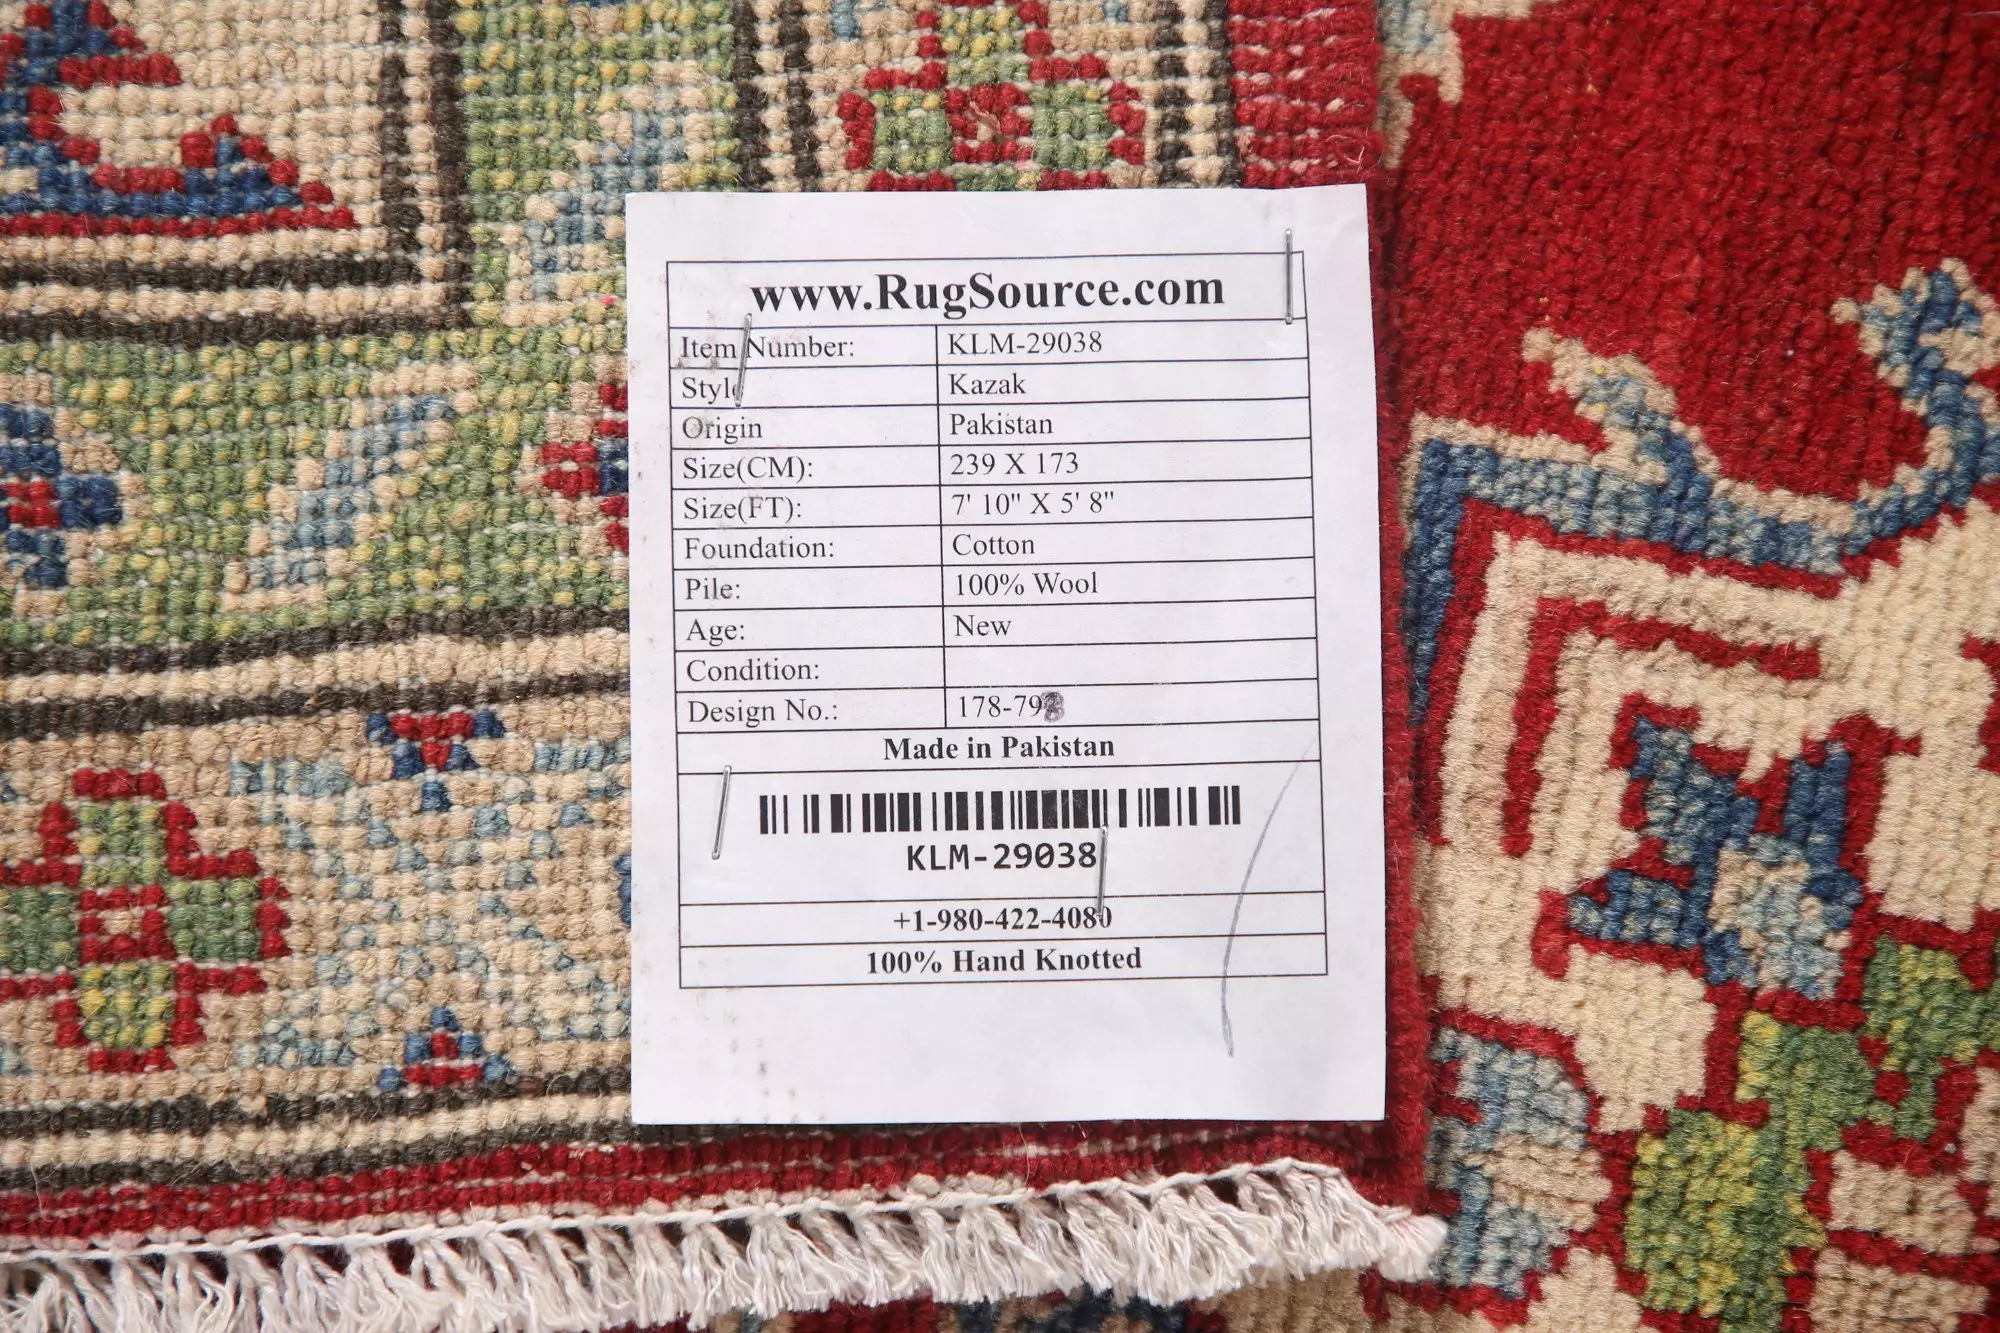 www.RugSource.com
Item Number: KLM-29038
Style Kazak
Origin Pakistan
Size(CM): 239 X 173
Size(FT): 7' 10" X 5' 8"
Foundation: Cotton
Pile: 100% Wool
Age: New
Condition:
Design No.: 178-798
Made in Pakistan
KLM-29038
+1-980-422-4080
100% Hand Knotted